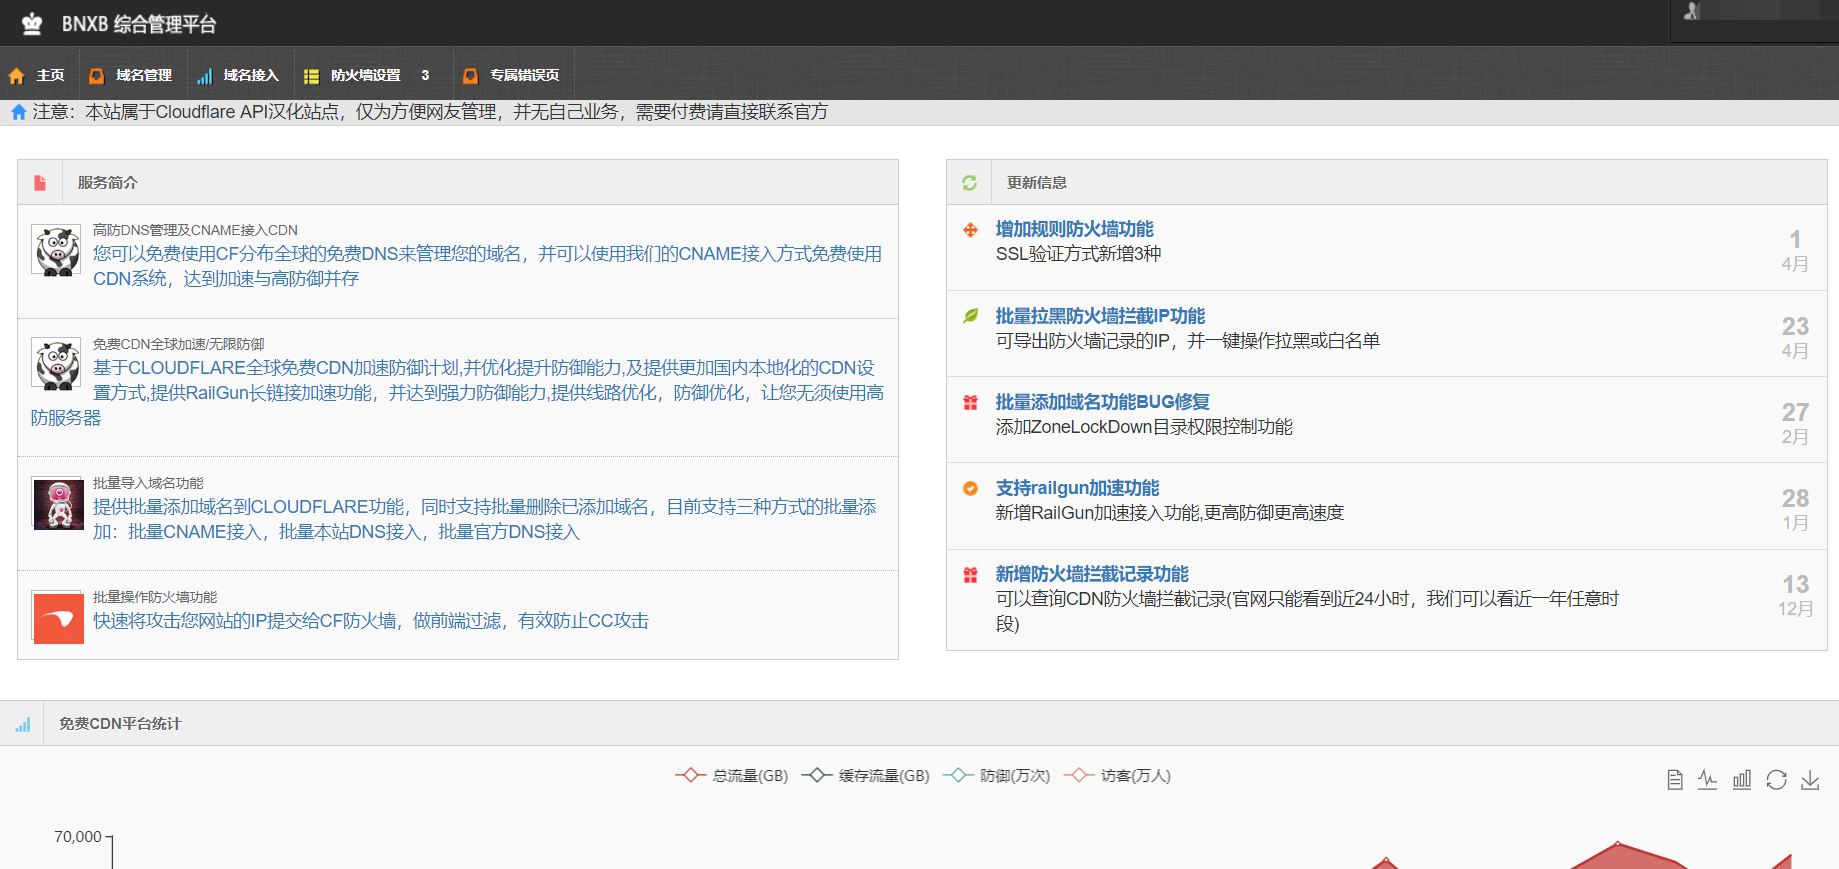 BNXB 综合管理平台
主页 域名管理 域名接入 防火墙设置 3 专属错误页
注意：本站属于Cloudflare API汉化站点，仅为方便网友管理，并无自己业务，需要付费请直接联系官方
服务简介
高防DNS管理及CNAME接入CDN
您可以免费使用CF分布全球的免费DNS来管理您的域名，并可以使用我们的CNAME接入方式免费使用
CDN系统，达到加速与高防御并存
免费CDN全球加速/无限防御
基于CLOUDFLARE全球免费CDN加速防御计划,并优化提升防御能力,及提供更加国内本地化的CDN设
置方式,提供RailGun长链接加速功能，并达到强力防御能力,提供线路优化，防御优化，让您无须使用高
防服务器
批量导入域名功能
提供批量添加域名到CLOUDFLARE功能，同时支持批量删除已添加域名，目前支持三种方式的批量添
加：批量CNAME接入，批量本站DNS接入，批量官方DNS接入
批量操作防火墙功能
快速将攻击您网站的IP提交给CF防火墙，做前端过滤，有效防止CC攻击
更新信息
增加规则防火墙功能
SSL验证方式新增3种
1
4月
批量拉黑防火墙拦截IP功能
可导出防火墙记录的IP，并一键操作拉黑或白名单
23
4月
批量添加域名功能BUG修复
添加ZoneLockDown目录权限控制功能
27
2月
支持railgun加速功能
新增RailGun加速接入功能,更高防御更高速度
28
1月
新增防火墙拦截记录功能
可以查询CDN防火墙拦截记录(官网只能看到近24小时，我们可以看近一年任意时
段)
13
12月
免费CDN平台统计
总流量(GB) 缓存流量(GB) 防御(万次) 访客(万人)
70,000